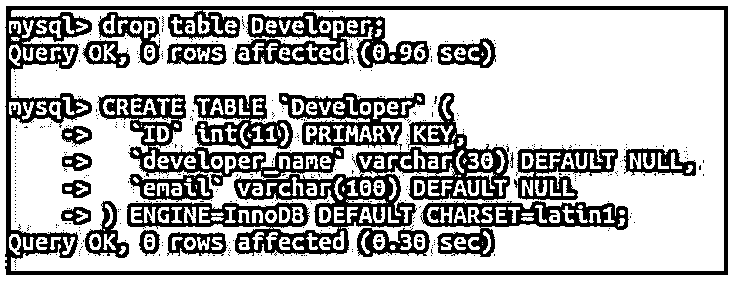 mysql> drop table Developer;
Query OK, 0 rows affected (0.96 sec)
mysql> CREATE TABLE `Developer` (
-> `ID` int(11) PRIMARY KEY,
-> `developer_name` varchar(30) DEFAULT NULL,
-> `email` varchar(100) DEFAULT NULL
-> ) ENGINE=InnoDB DEFAULT CHARSET=latin1;
Query OK, 0 rows affected (0.30 sec)